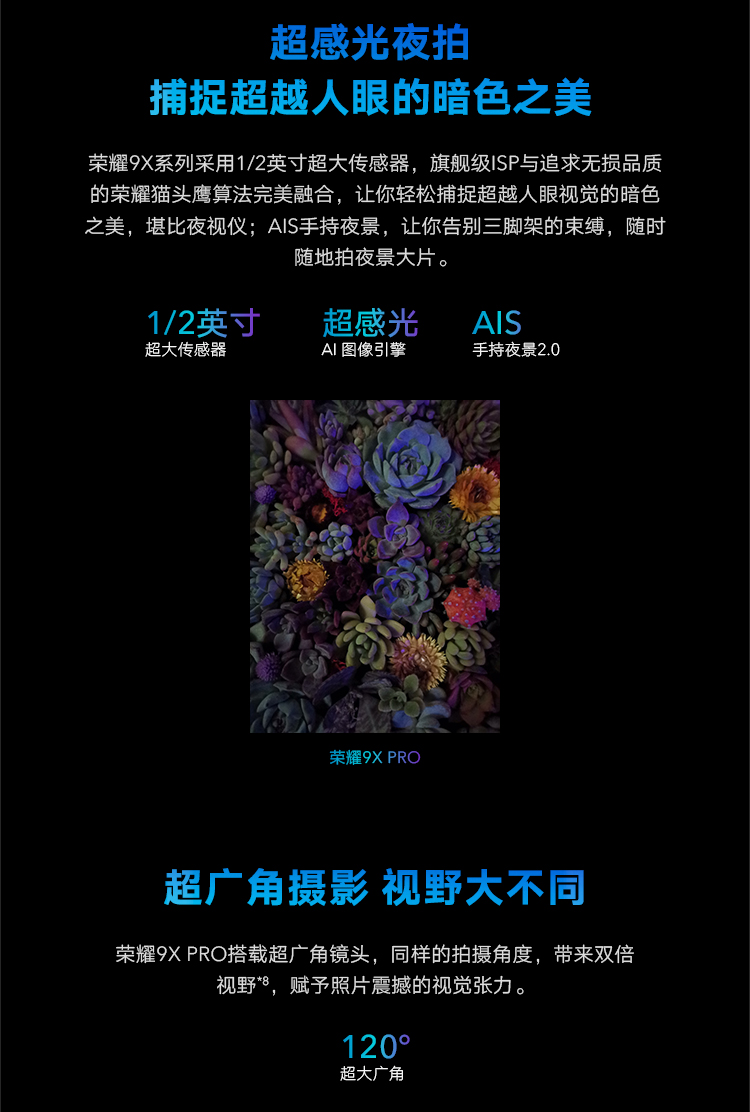 超感光夜拍
捕捉超越人眼的暗色之美
荣耀9X系列采用1/2英寸超大传感器，旗舰级ISP与追求无损品质
的荣耀猫头鹰算法完美融合，让你轻松捕捉超越人眼视觉的暗色
之美，堪比夜视仪；AIS手持夜景，让你告别三脚架的束缚，随时
随地拍夜景大片。
1/2英寸 超感光 AIS
超大传感器 AI 图像引擎 手持夜景2.0
荣耀9X PRO
超广角摄影 视野大不同
荣耀9X PRO搭载超广角镜头，同样的拍摄角度，带来双倍
视野*8，赋予照片震撼的视觉张力。
120°
超大广角